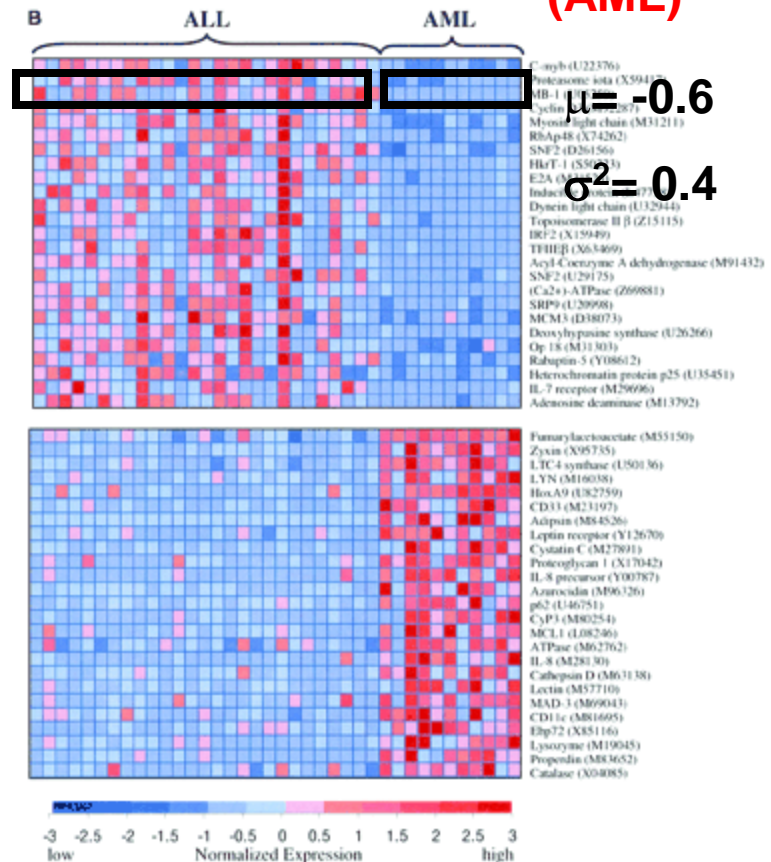 (AML)
B
ALL AML
C-myb (U22376)
Proteasome iota (X59417)
MB-1
Cyclin
μ= -0.6
Myosin light chain (M31211)
RbAp48 (X74262)
SNF2 (D26156)
HkrT-1
E2A
σ²= 0.4
Dynein light chain (U32944)
Topoisomerase II β (Z15115)
IRF2 (X15949)
TFIIEβ (X63469)
Acyl-Coenzyme A dehydrogenase (M91432)
SNF2 (U29175)
(Ca2+)-ATPase (Z69881)
SRP9 (U20998)
MCM3 (D38073)
Deoxyhypusine synthase (U26266)
Op 18 (M31303)
Rabaptin-5 (Y08612)
Heterochromatin protein p25 (U35451)
IL-7 receptor (M29696)
Adenosine deaminase (M13792)
Fumarylacetoacetate (M55150)
Zyxin (X95735)
LTC4 synthase (U50136)
LYN (M16038)
HoxA9 (U82759)
CD33 (M23197)
Adipsin (M84526)
Leptin receptor (Y12670)
Cystatin C (M27891)
Proteoglycan 1 (X17042)
IL-8 precursor (Y00787)
Azurocidin (M96326)
p62 (U46751)
CyP3 (M80254)
MCL1 (L08246)
ATPase (M62762)
IL-8 (M28130)
Cathepsin D (M63138)
Lectin (M57710)
MAD-3 (M69043)
CD11c (M81695)
Ebp72 (X85116)
Lysozyme (M19045)
Properdin (M83652)
Catalase (X04085)
-3 -2.5 -2 -1.5 -1 -0.5 0 0.5 1 1.5 2 2.5 3
low Normalized Expression high